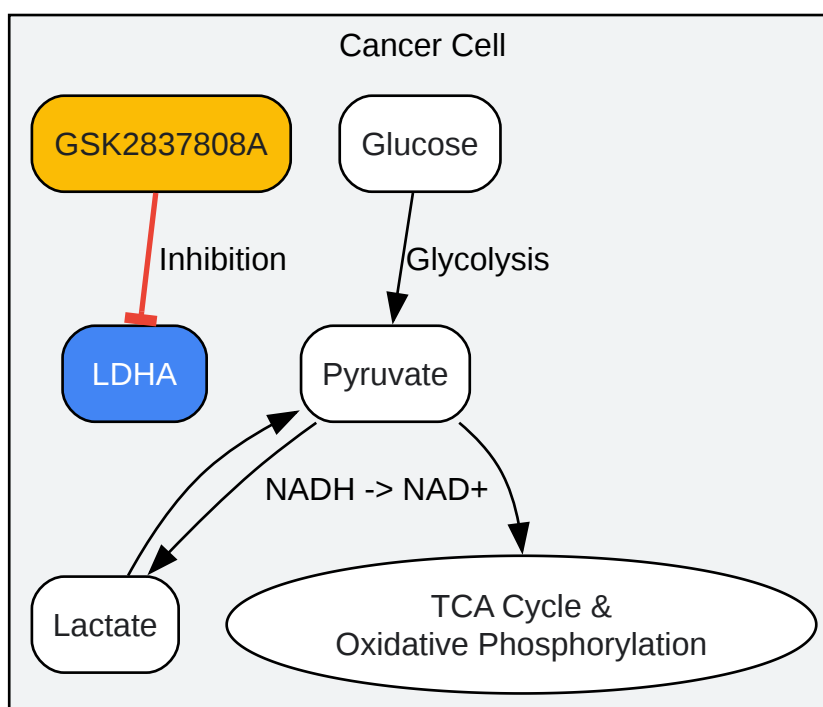 Cancer Cell
GSK2837808A
Glucose
Inhibition
Glycolysis
LDHA
Pyruvate
NADH -> NAD+
Lactate
TCA Cycle &
Oxidative Phosphorylation